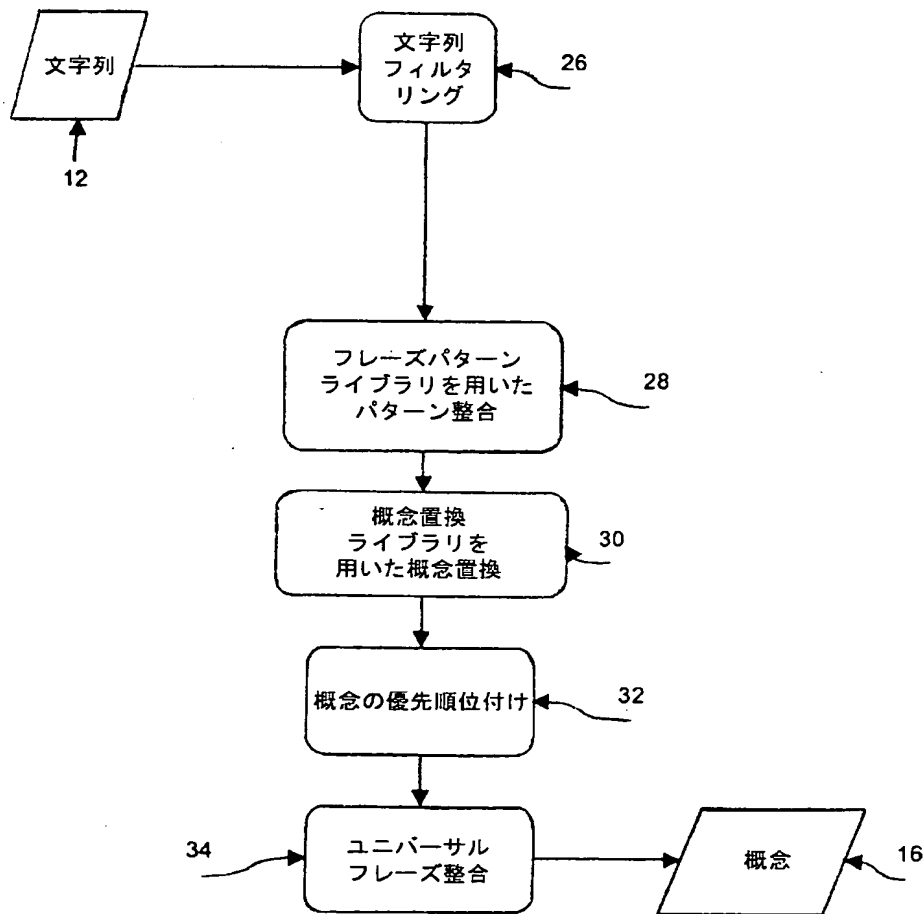 文字列
12
文字列
フィルタ
リング
26
フレーズパターン
ライブラリを用いた
パターン整合
28
概念置換
ライブラリを
用いた概念置換
30
概念の優先順位付け
32
34
ユニバーサル
フレーズ整合
概念
16